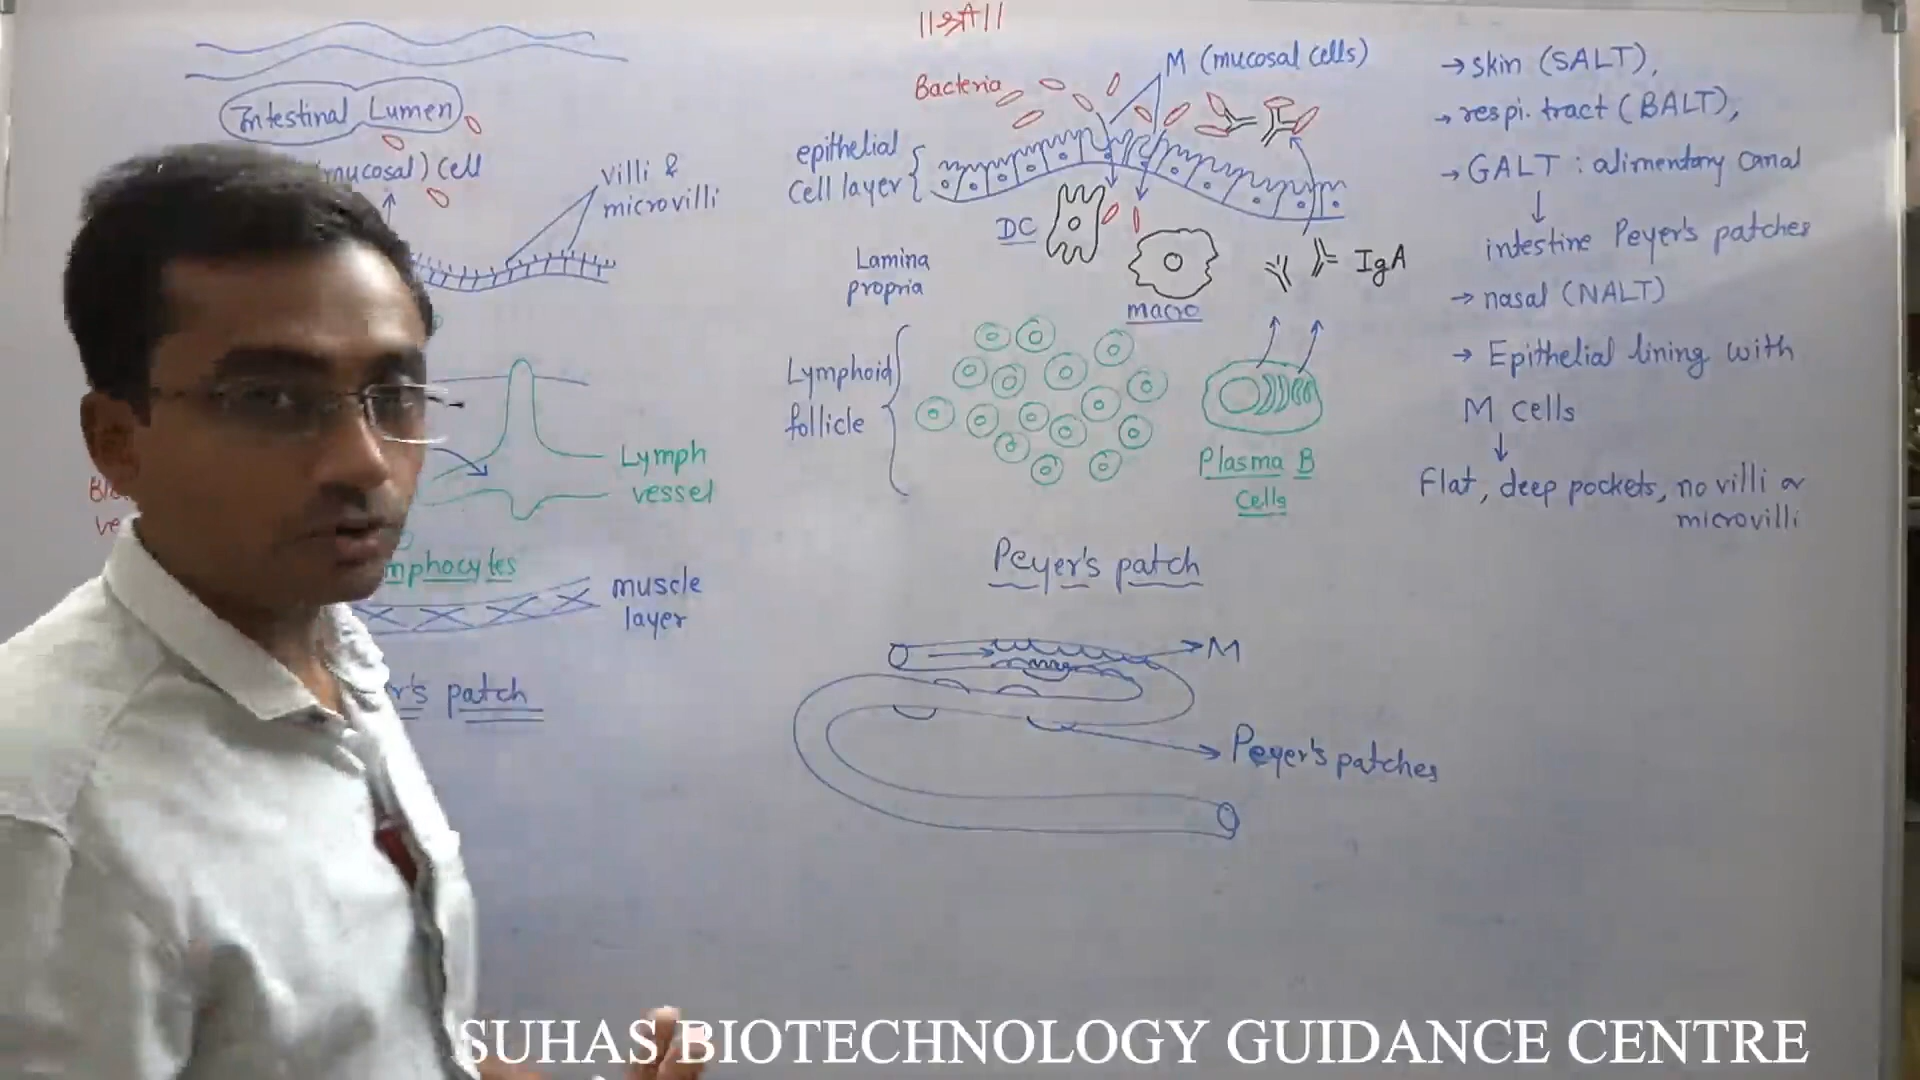 ||श्री||
Intestinal Lumen
(mucosal) cell
villi &
microvilli
Lymph
vessel
muscle
layer
patch
Bacteria
M (mucosal cells)
epithelial
cell layer
DC
Lamina
propria
macro
IgA
Lymphoid
follicle
Plasma B
cells
Peyer's patch
M
Peyer's patches
→ skin (SALT),
→ respi. tract (BALT),
→ GALT : alimentary canal
↓
intestine Peyer's patches
→ nasal (NALT)
→ Epithelial lining with
M cells
↓
Flat, deep pockets, no villi or
microvilli
SUHAS BIOTECHNOLOGY GUIDANCE CENTRE